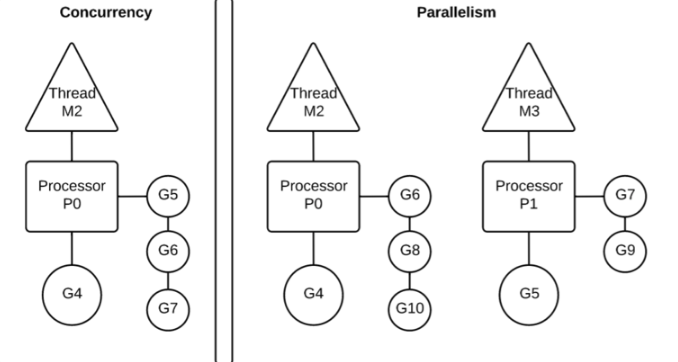 Concurrency
Thread
M2
Processor
P0
G5
G6
G7
G4
Parallelism
Thread
M2
Processor
P0
G6
G8
G10
G4
Thread
M3
Processor
P1
G7
G9
G5